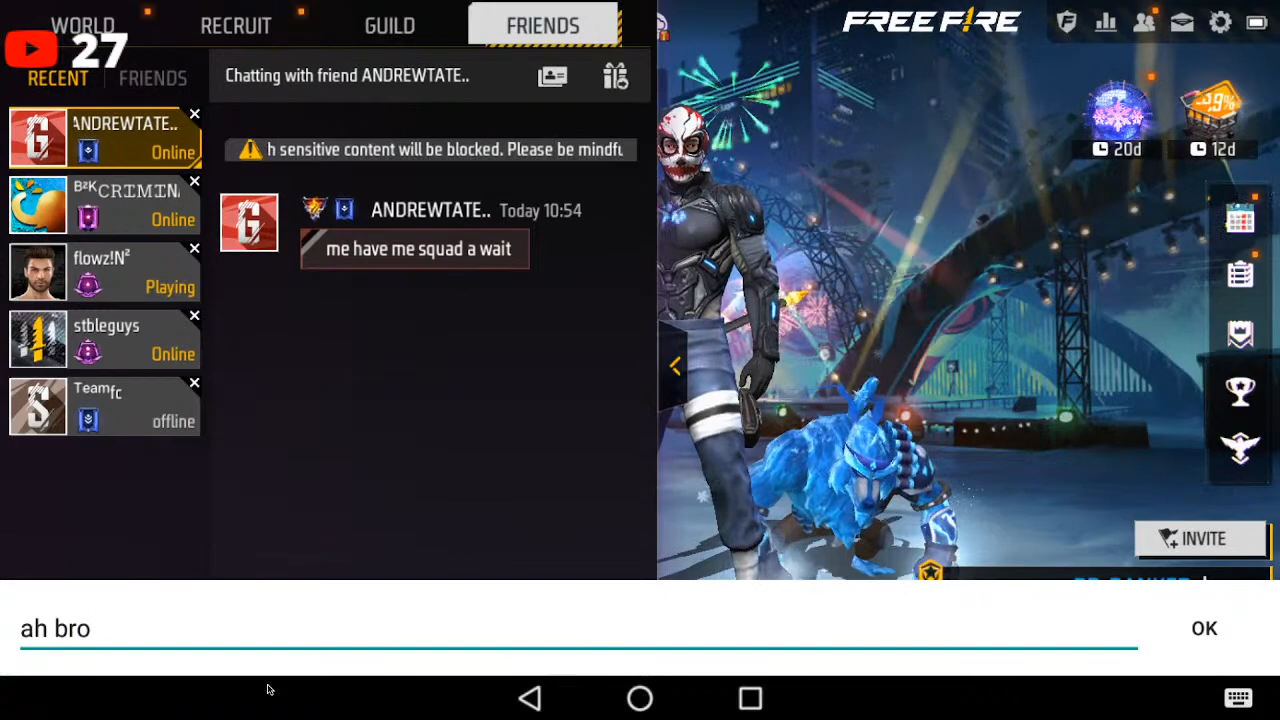 WORLD
RECRUIT
GUILD
FRIENDS
27
RECENT
FRIENDS
Chatting with friend ANDREWTATE..
ANDREWTATE..
Online
h sensitive content will be blocked. Please be mindfu
B²ᴷCRIMIN
Online
ANDREWTATE.. Today 10:54
me have me squad a wait
flowz!N²
Playing
stbleguys
Online
Teamfc
offline
FREE FIRE
20d
12d
INVITE
ah bro
OK